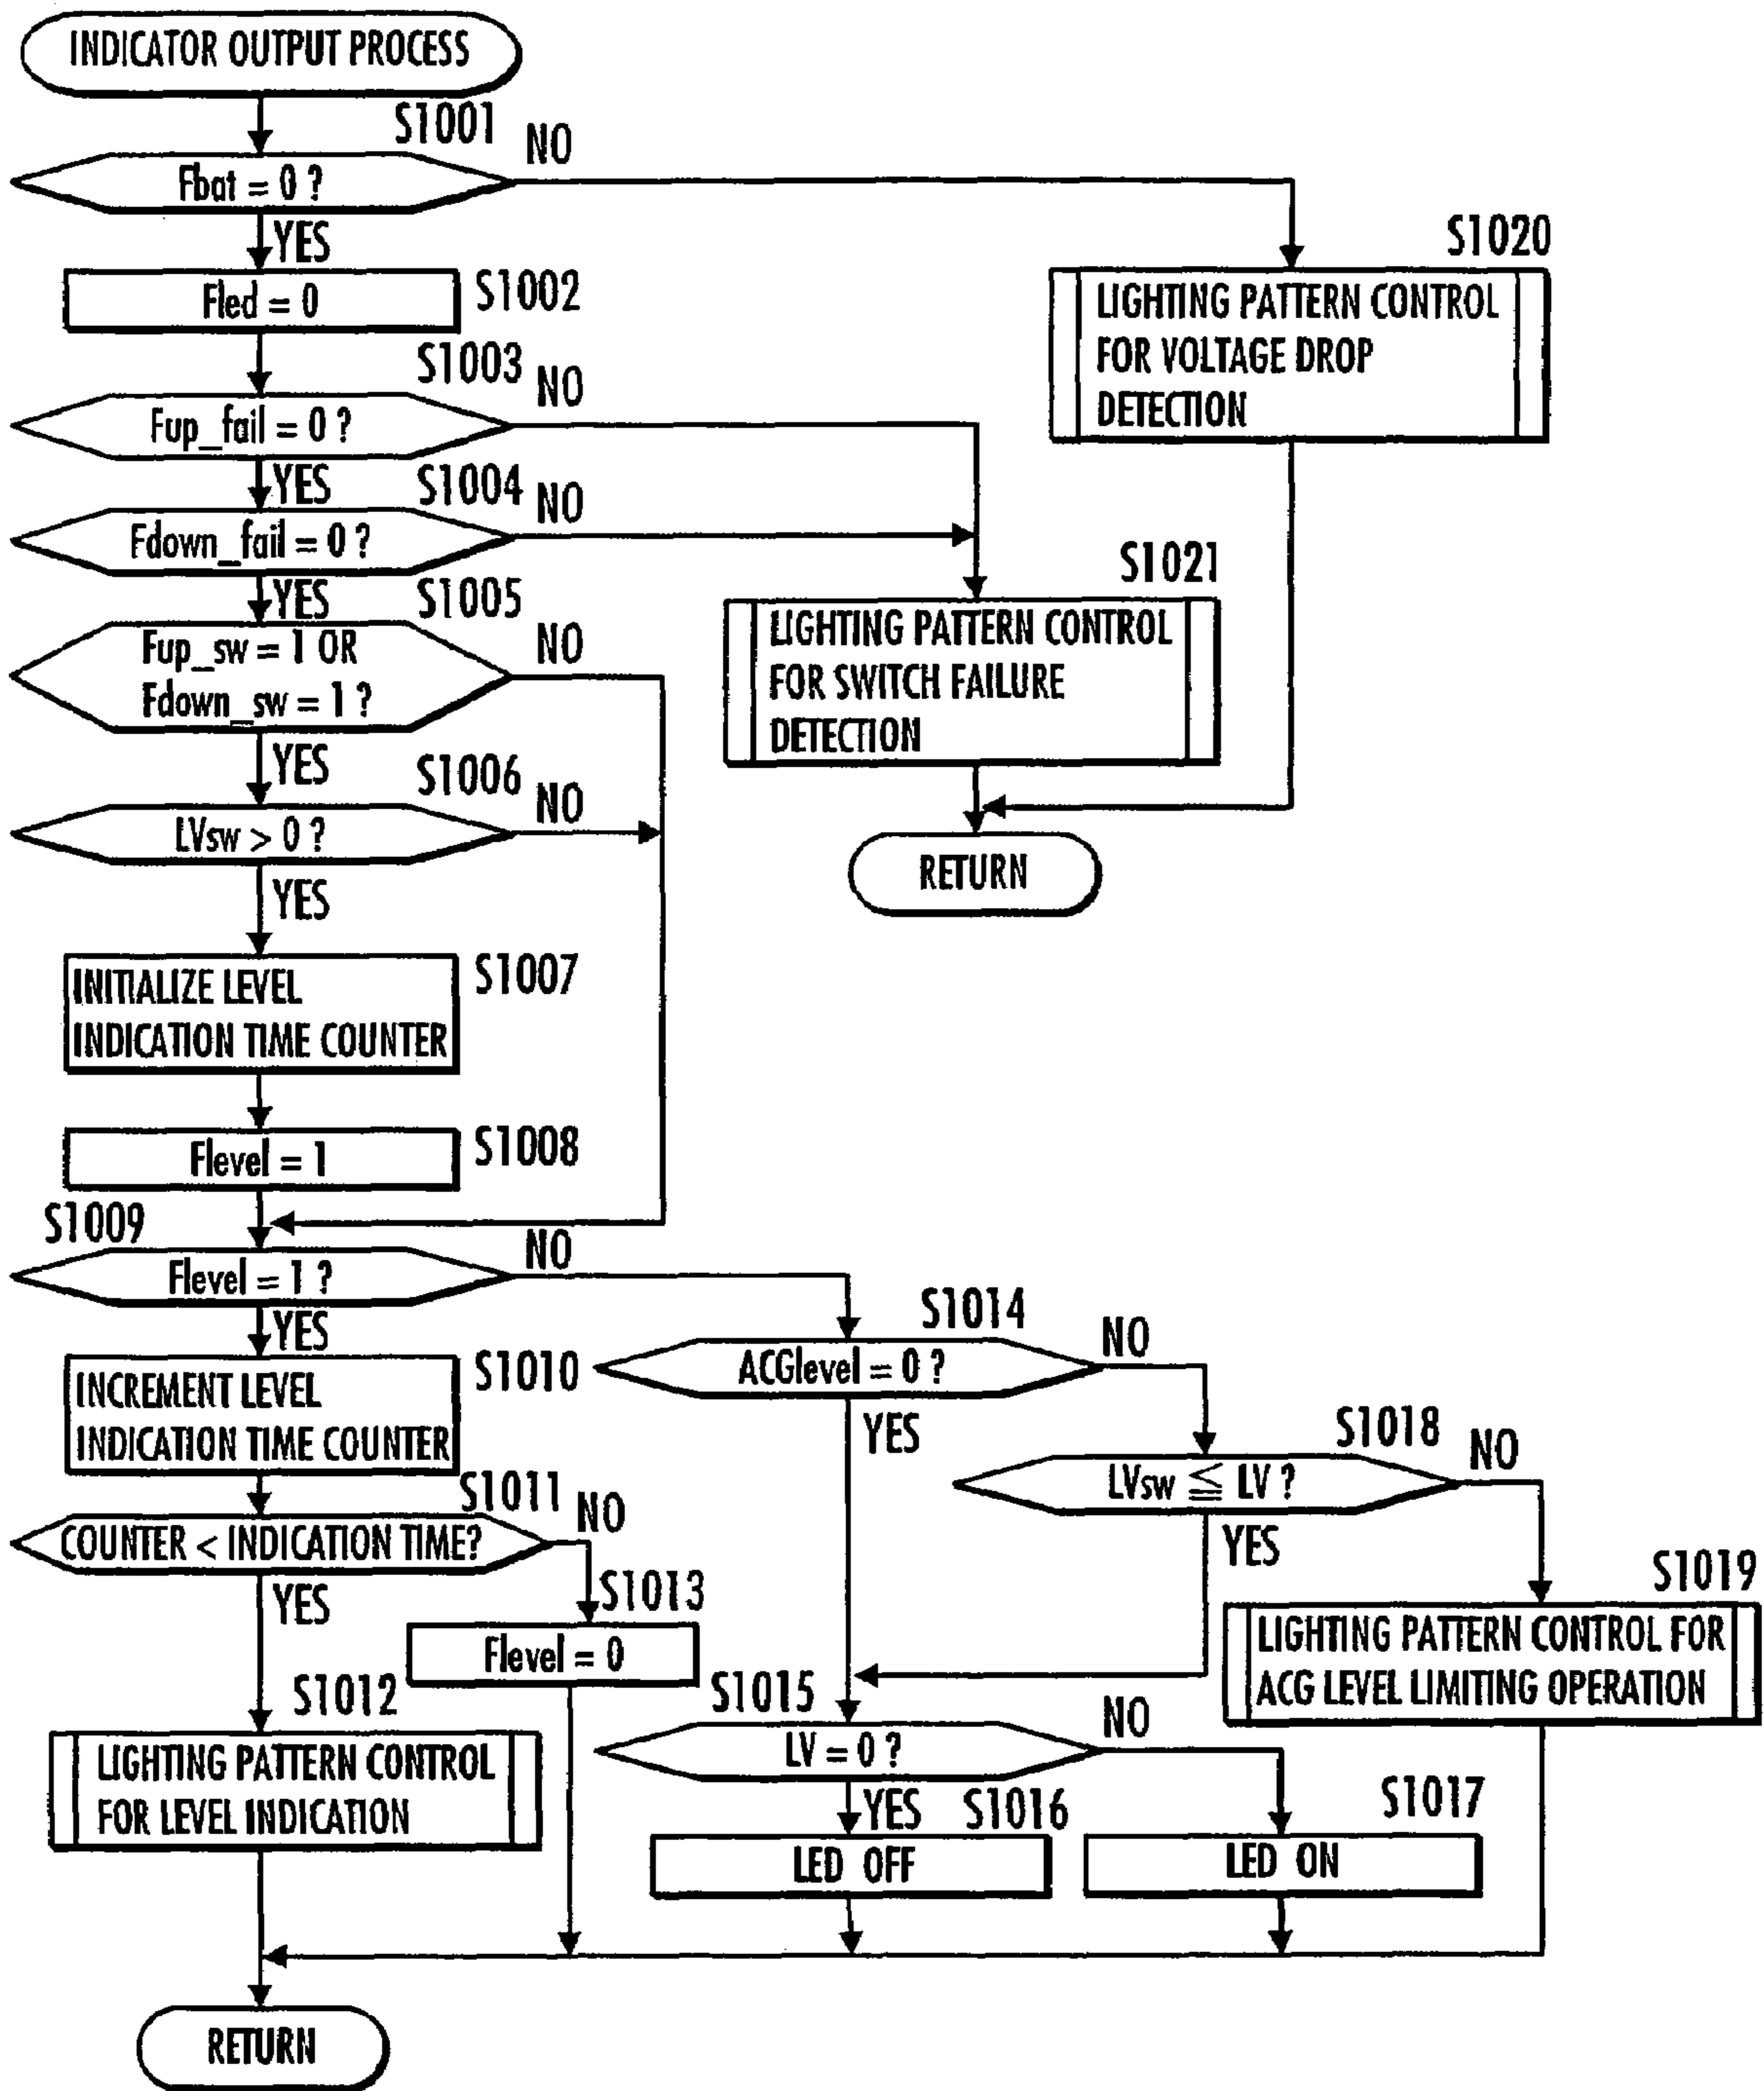 INDICATOR OUTPUT PROCESS
S1001
NO
Fbat = 0 ?
YES
S1020
Fled = 0
S1002
LIGHTING PATTERN CONTROL
FOR VOLTAGE DROP
DETECTION
S1003
NO
Fup_fail = 0 ?
YES
S1004
NO
Fdown_fail = 0 ?
YES
S1005
S1021
Fup_sw = 1 OR
Fdown_sw = 1 ?
NO
LIGHTING PATTERN CONTROL
FOR SWITCH FAILURE
DETECTION
YES
S1006
NO
LVsw > 0 ?
RETURN
YES
INITIALIZE LEVEL
INDICATION TIME COUNTER
S1007
Flevel = 1
S1008
S1009
NO
Flevel = 1 ?
YES
S1014
NO
ACGlevel = 0 ?
INCREMENT LEVEL
INDICATION TIME COUNTER
S1010
YES
S1018
NO
LVsw ≦ LV ?
S1011
NO
COUNTER < INDICATION TIME?
YES
YES
S1013
S1019
Flevel = 0
LIGHTING PATTERN CONTROL FOR
ACG LEVEL LIMITING OPERATION
S1012
S1015
NO
LIGHTING PATTERN CONTROL
FOR LEVEL INDICATION
LV = 0 ?
YES
S1016
S1017
LED OFF
LED ON
RETURN